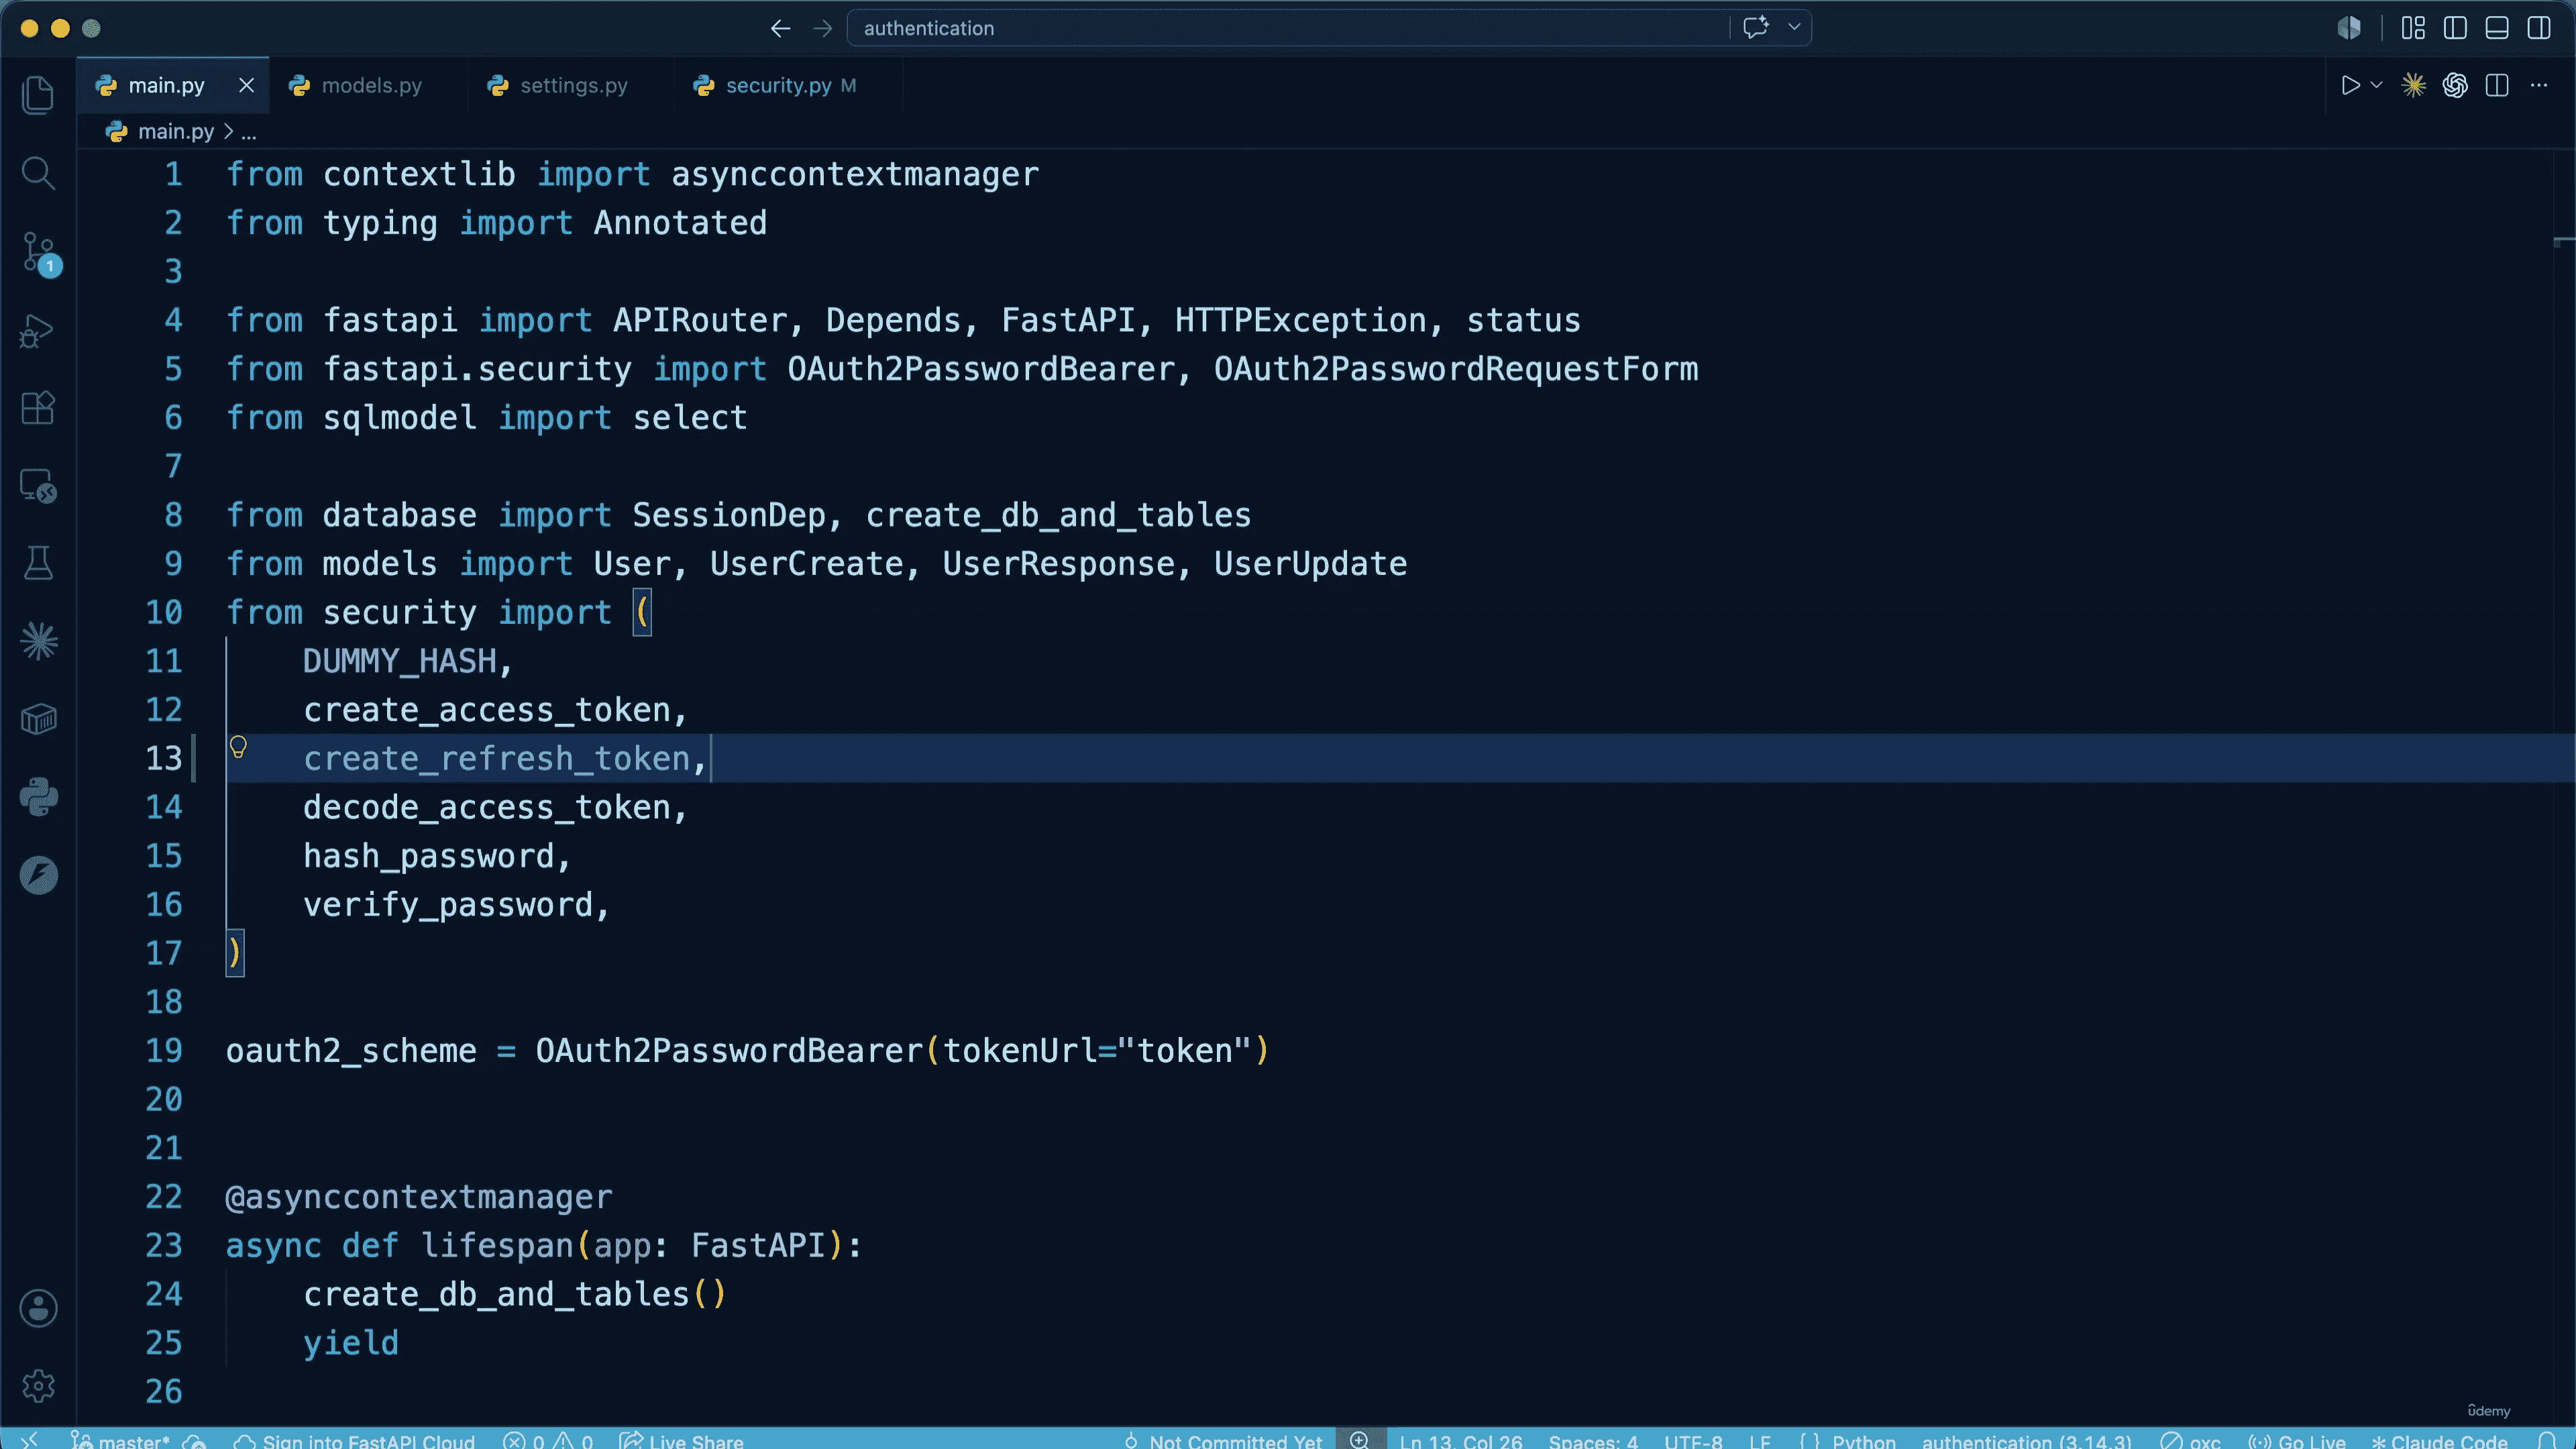 authentication
main.py models.py settings.py security.py M
main.py > ...
1 from contextlib import asynccontextmanager
2 from typing import Annotated
3
4 from fastapi import APIRouter, Depends, FastAPI, HTTPException, status
5 from fastapi.security import OAuth2PasswordBearer, OAuth2PasswordRequestForm
6 from sqlmodel import select
7
8 from database import SessionDep, create_db_and_tables
9 from models import User, UserCreate, UserResponse, UserUpdate
10 from security import (
11     DUMMY_HASH,
12     create_access_token,
13     create_refresh_token,
14     decode_access_token,
15     hash_password,
16     verify_password,
17 )
18
19 oauth2_scheme = OAuth2PasswordBearer(tokenUrl="token")
20
21
22 @asynccontextmanager
23 async def lifespan(app: FastAPI):
24     create_db_and_tables()
25     yield
26
1
ûdemy
master* Sign into FastAPI Cloud 0 0 Live Share Not Committed Yet Ln 13, Col 26 Spaces: 4 UTF-8 LF { } Python authentication (3.14.3) oxc Go Live Claude Code